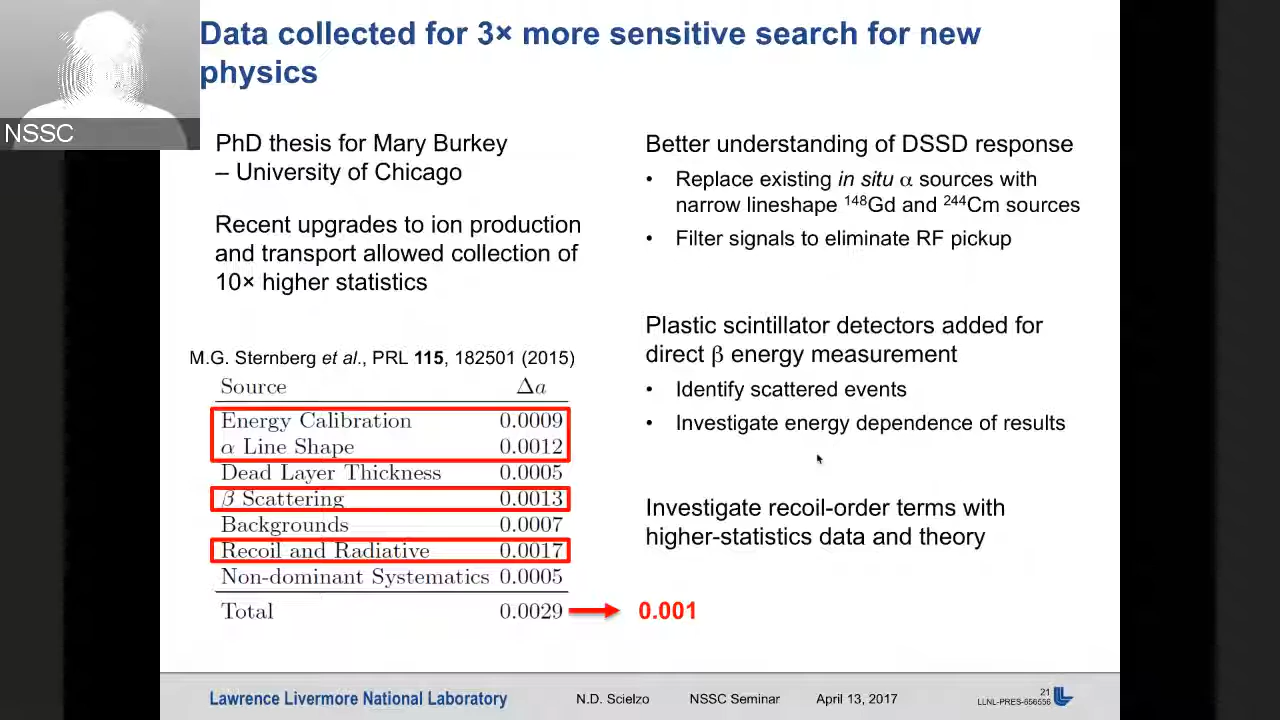 Data collected for 3× more sensitive search for new
physics
NSSC
PhD thesis for Mary Burkey
– University of Chicago
Recent upgrades to ion production
and transport allowed collection of
10× higher statistics
M.G. Sternberg et al., PRL 115, 182501 (2015)
Source Δa
Energy Calibration 0.0009
α Line Shape 0.0012
Dead Layer Thickness 0.0005
β Scattering 0.0013
Backgrounds 0.0007
Recoil and Radiative 0.0017
Non-dominant Systematics 0.0005
Total 0.0029 → 0.001
Better understanding of DSSD response
• Replace existing in situ α sources with
narrow lineshape ¹⁴⁸Gd and ²⁴⁴Cm sources
• Filter signals to eliminate RF pickup
Plastic scintillator detectors added for
direct β energy measurement
• Identify scattered events
• Investigate energy dependence of results
Investigate recoil-order terms with
higher-statistics data and theory
Lawrence Livermore National Laboratory N.D. Scielzo NSSC Seminar April 13, 2017
21
LLNL-PRES-656556